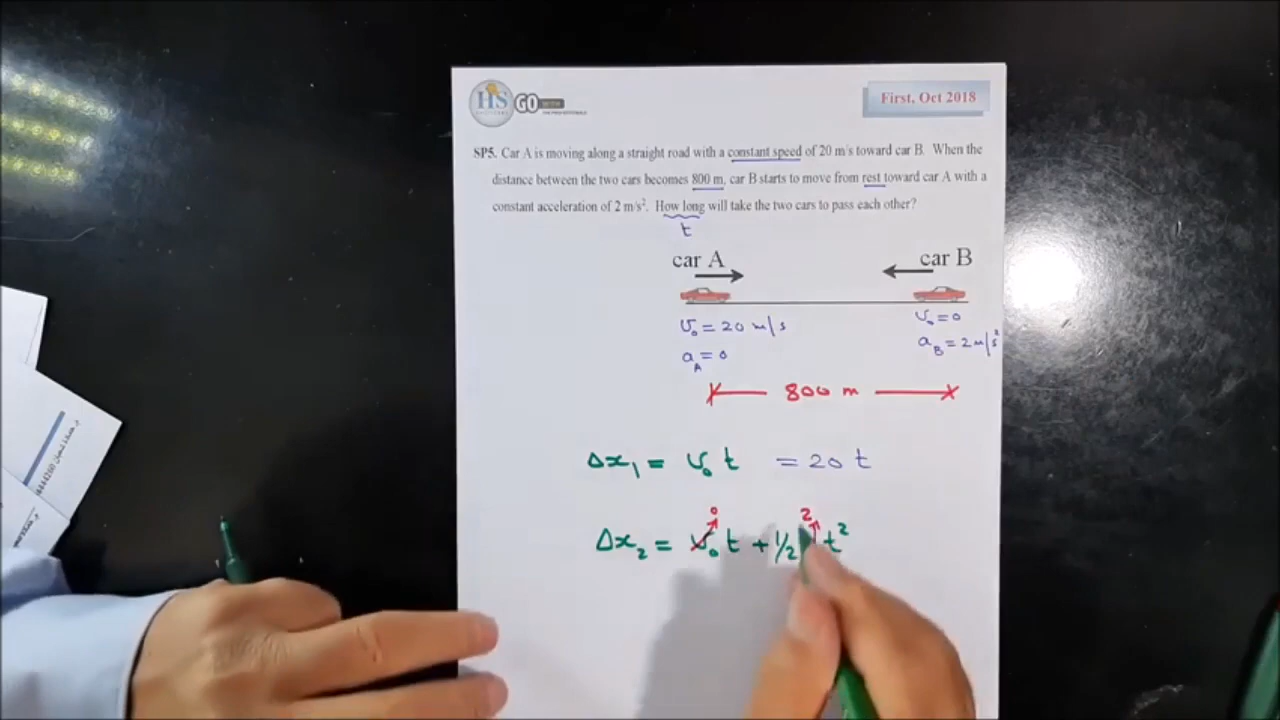 HS GO
First, Oct 2018
SP5. Car A is moving along a straight road with a constant speed of 20 m/s toward car B. When the
distance between the two cars becomes 800 m, car B starts to move from rest toward car A with a
constant acceleration of 2 m/s². How long will take the two cars to pass each other?
t
car A
car B
v₀ = 20 m/s
v₀ = 0
a_A = 0
a_B = 2 m/s²
800 m
Δx₁ = v₀ t = 20 t
0 2
Δx₂ = v₀ t + 1/2 t²